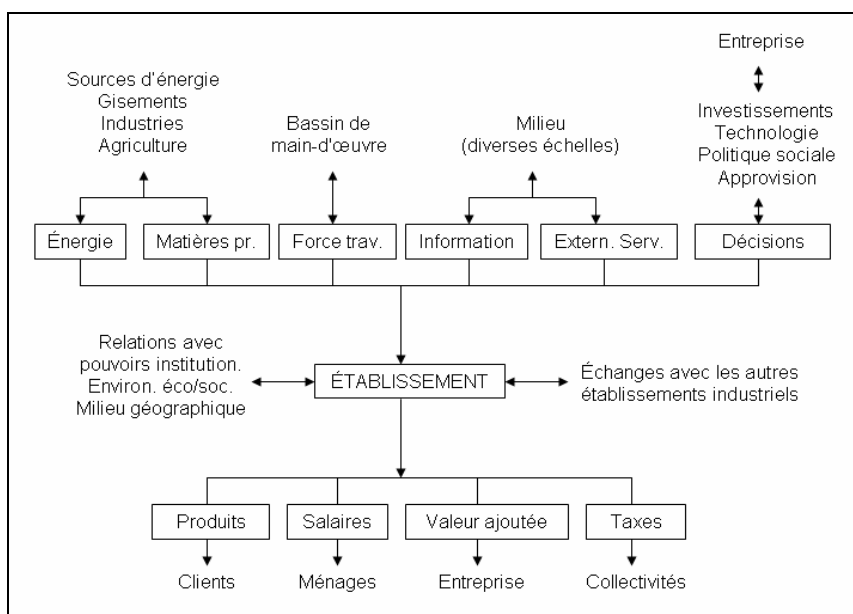 Entreprise
Sources d'énergie
Gisements
Industries
Agriculture
Bassin de
main-d'œuvre
Milieu
(diverses échelles)
Investissements
Technologie
Politique sociale
Approvision
Énergie
Matières pr.
Force trav.
Information
Extern. Serv.
Décisions
Relations avec
pouvoirs institution.
Environ. éco/soc.
Milieu géographique
ÉTABLISSEMENT
Échanges avec les autres
établissements industriels
Produits
Salaires
Valeur ajoutée
Taxes
Clients
Ménages
Entreprise
Collectivités